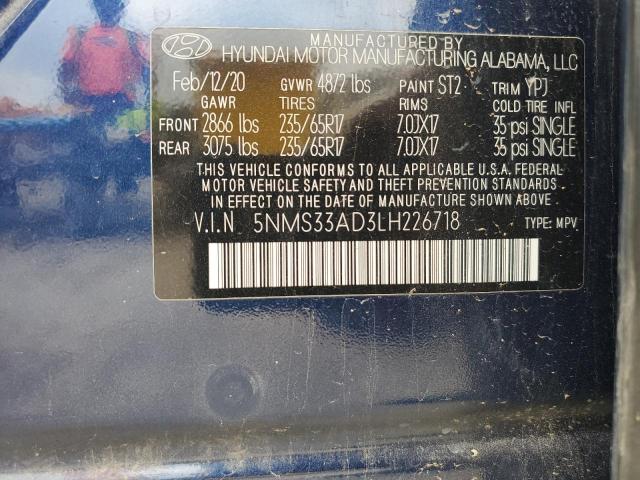 MANUFACTURED BY
HYUNDAI MOTOR MANUFACTURING ALABAMA, LLC
Feb/12/20 GVWR 4872 lbs PAINT ST2 TRIM YPJ
GAWR TIRES RIMS COLD TIRE INFL
FRONT 2866 lbs 235/65R17 7.0JX17 35 psi SINGLE
REAR 3075 lbs 235/65R17 7.0JX17 35 psi SINGLE
THIS VEHICLE CONFORMS TO ALL APPLICABLE U.S.A. FEDERAL
MOTOR VEHICLE SAFETY AND THEFT PREVENTION STANDARDS
IN EFFECT ON THE DATE OF MANUFACTURE SHOWN ABOVE.
V.I.N 5NMS33AD3LH226718 TYPE: MPV